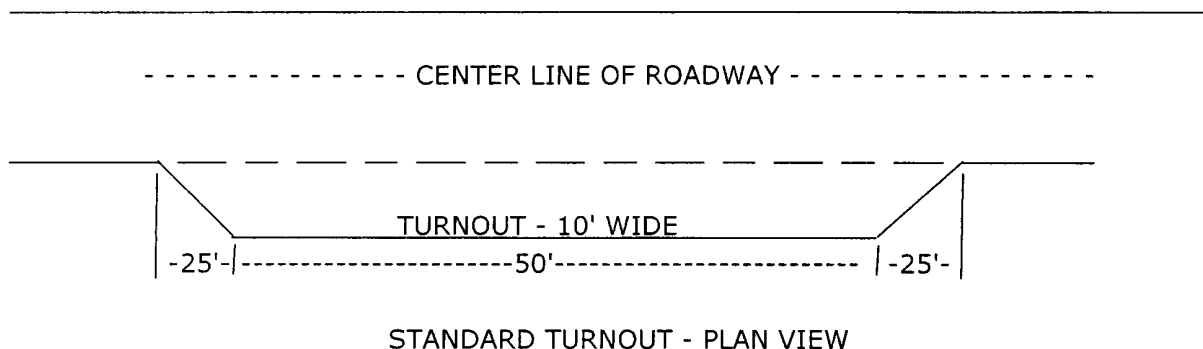 CENTER LINE OF ROADWAY
TURNOUT - 10' WIDE
-25'- 50' -25'-
STANDARD TURNOUT - PLAN VIEW